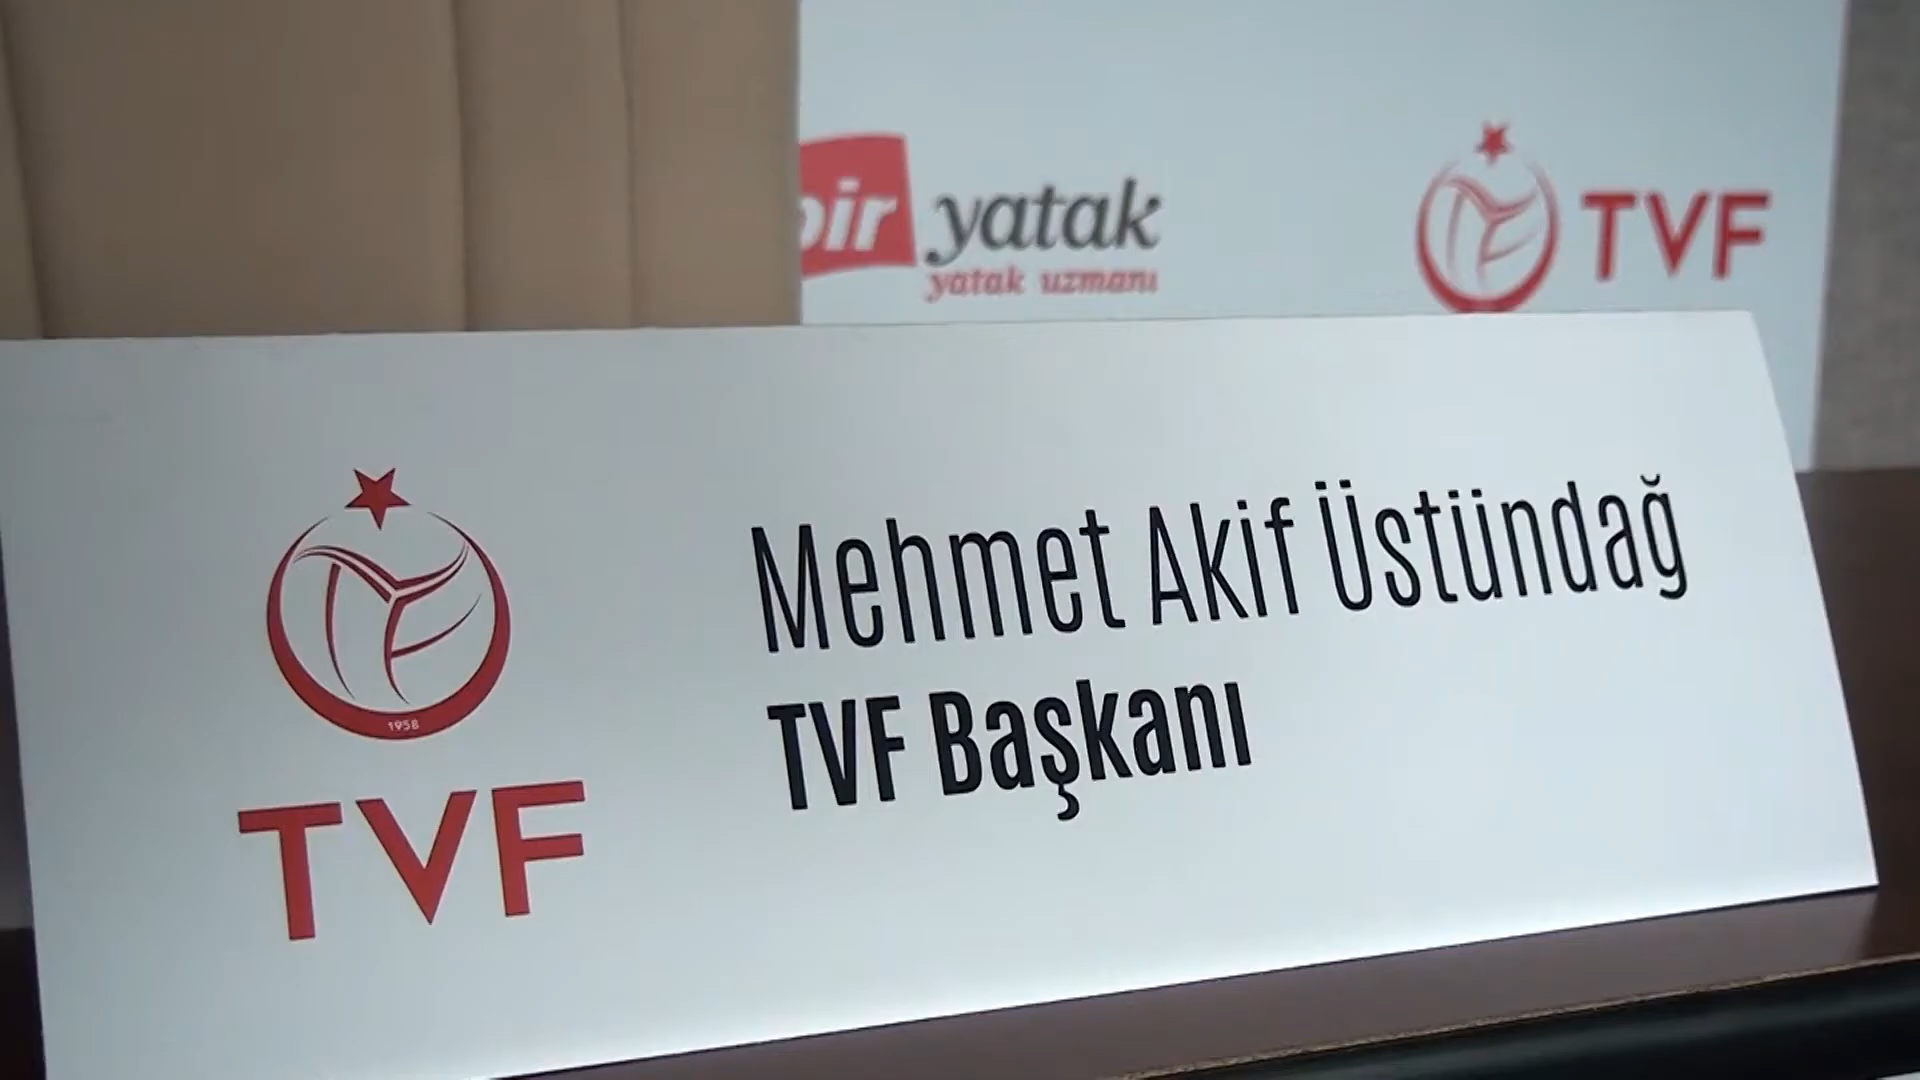 yatak
yatak uzmanı
TVF
1958
TVF
Mehmet Akif Üstündağ
TVF Başkanı